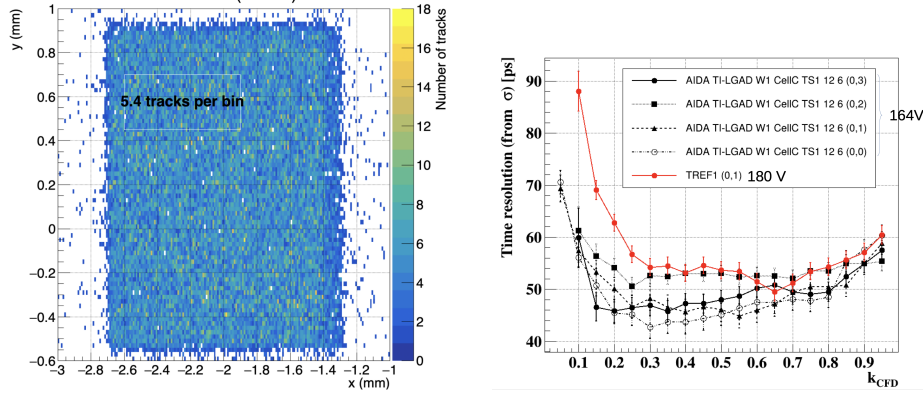 y (mm)
1
0.8
0.6
0.4
0.2
0
−0.2
−0.4
−0.6
5.4 tracks per bin
−3 −2.8 −2.6 −2.4 −2.2 −2 −1.8 −1.6 −1.4 −1.2 −1
x (mm)
18
16
14
12
10
8
6
4
2
0
Number of tracks
Time resolution (from σ) [ps]
90
80
70
60
50
40
AIDA TI-LGAD W1 CellC TS1 12 6 (0,3)
AIDA TI-LGAD W1 CellC TS1 12 6 (0,2)
AIDA TI-LGAD W1 CellC TS1 12 6 (0,1)
AIDA TI-LGAD W1 CellC TS1 12 6 (0,0)
TREF1 (0,1) 180 V
164V
0.1 0.2 0.3 0.4 0.5 0.6 0.7 0.8 0.9
kCFD